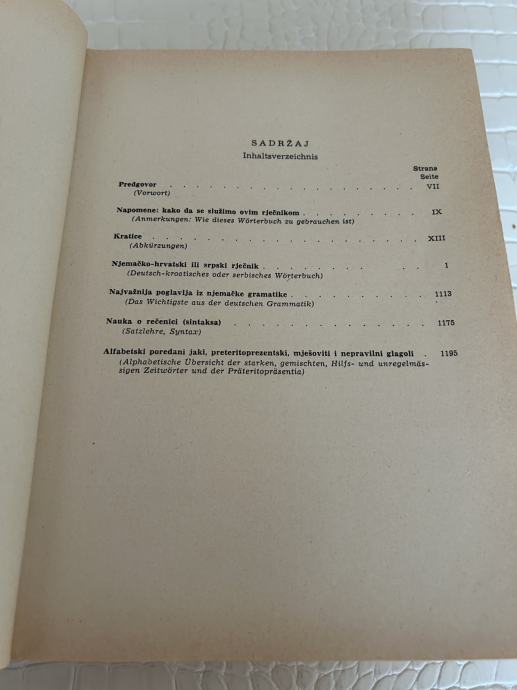 SADRŽAJ
Inhaltsverzeichnis
Strana
Seite
Predgovor . . . . . . . . . . . . . . VII
(Vorwort)
Napomene: kako da se služimo ovim rječnikom . . . . . . . IX
(Anmerkungen: Wie dieses Wörterbuch zu gebrauchen ist)
Kratice . . . . . . . . . . . . . . XIII
(Abkürzungen)
Njemačko-hrvatski ili srpski rječnik . . . . . . . 1
(Deutsch-kroatisches oder serbisches Wörterbuch)
Najvažnija poglavlja iz njemačke gramatike . . . . . . . 1113
(Das Wichtigste aus der deutschen Grammatik)
Nauka o rečenici (sintaksa) . . . . . . . . . . 1175
(Satzlehre, Syntax)
Alfabetski poredani jaki, preteritoprezentski, mješoviti i nepravilni glagoli . 1195
(Alphabetische Übersicht der starken, gemischten, Hilfs- und unregelmäs-
sigen Zeitwörter und der Präteritopräsentia)